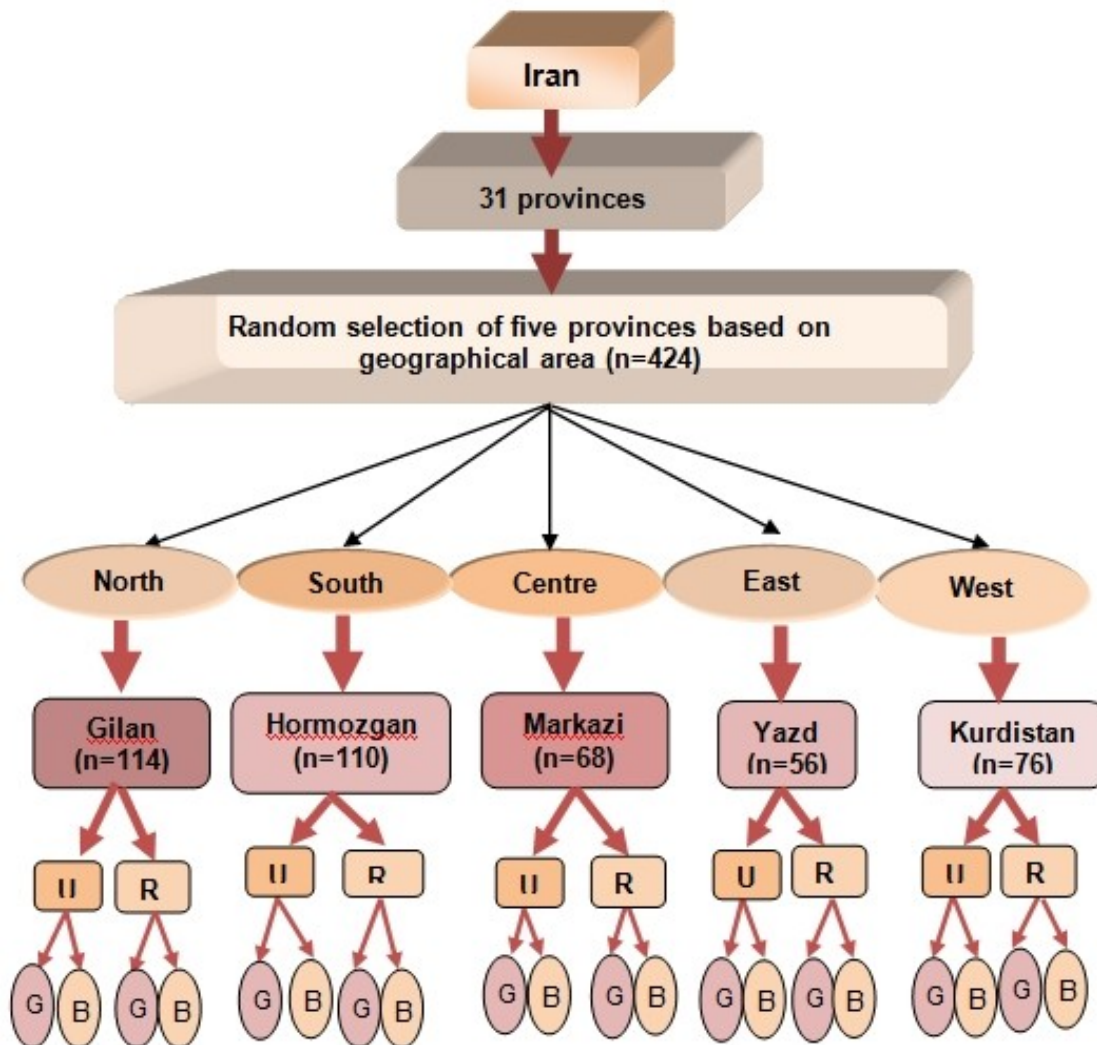 Iran
31 provinces
Random selection of five provinces based on
geographical area (n=424)
North
South
Centre
East
West
Gilan
(n=114)
Hormozgan
(n=110)
Markazi
(n=68)
Yazd
(n=56)
Kurdistan
(n=76)
U
R
U
R
U
R
U
R
U
R
G
B
G
B
G
B
G
B
G
B
G
B
G
B
G
B
G
B
G
B